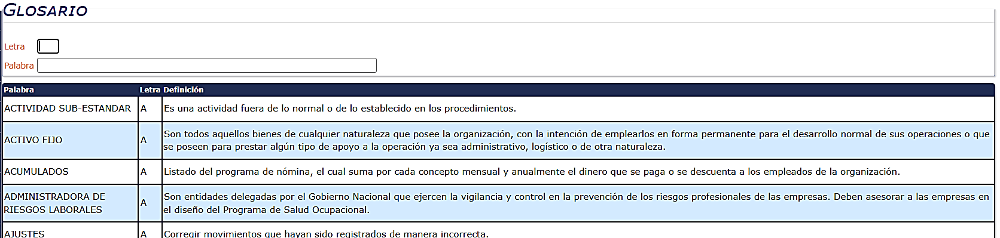 GLOSARIO
Letra
Palabra
Palabra Letra Definición
ACTIVIDAD SUB-ESTANDAR A Es una actividad fuera de lo normal o de lo establecido en los procedimientos.
ACTIVO FIJO A Son todos aquellos bienes de cualquier naturaleza que posee la organización, con la intención de emplearlos en forma permanente para el desarrollo normal de sus operaciones o que
se poseen para prestar algún tipo de apoyo a la operación ya sea administrativo, logístico o de otra naturaleza.
ACUMULADOS A Listado del programa de nómina, el cual suma por cada concepto mensual y anualmente el dinero que se paga o se descuenta a los empleados de la organización.
ADMINISTRADORA DE
RIESGOS LABORALES A Son entidades delegadas por el Gobierno Nacional que ejercen la vigilancia y control en la prevención de los riesgos profesionales de las empresas. Deben asesorar a las empresas en
el diseño del Programa de Salud Ocupacional.
AJUSTES A Corregir movimientos que hayan sido registrados de manera incorrecta.